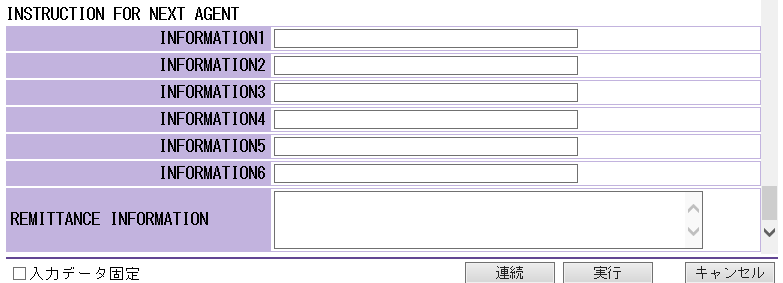 INSTRUCTION FOR NEXT AGENT
INFORMATION1
INFORMATION2
INFORMATION3
INFORMATION4
INFORMATION5
INFORMATION6
REMITTANCE INFORMATION
入力データ固定 連続 実行 キャンセル